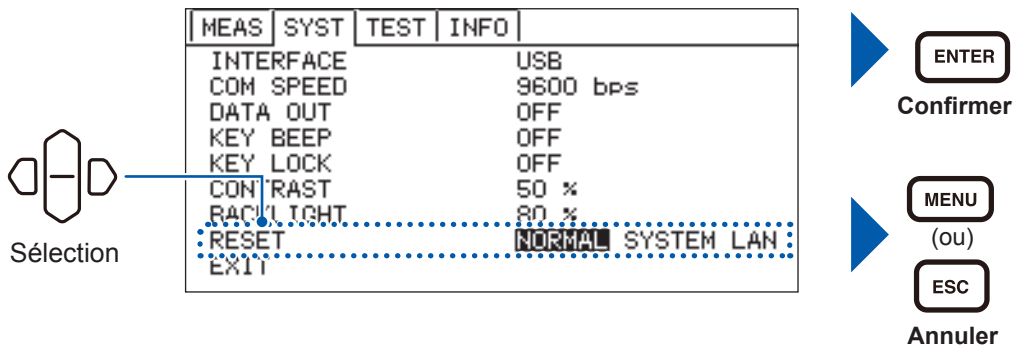 MEAS SYST TEST INFO
INTERFACE USB
COM SPEED 9600 bps
DATA OUT OFF
KEY BEEP OFF
KEY LOCK OFF
CONTRAST 50 %
BACKLIGHT 80 %
RESET NORMAL SYSTEM LAN
EXIT
Sélection
ENTER
Confirmer
MENU
(ou)
ESC
Annuler